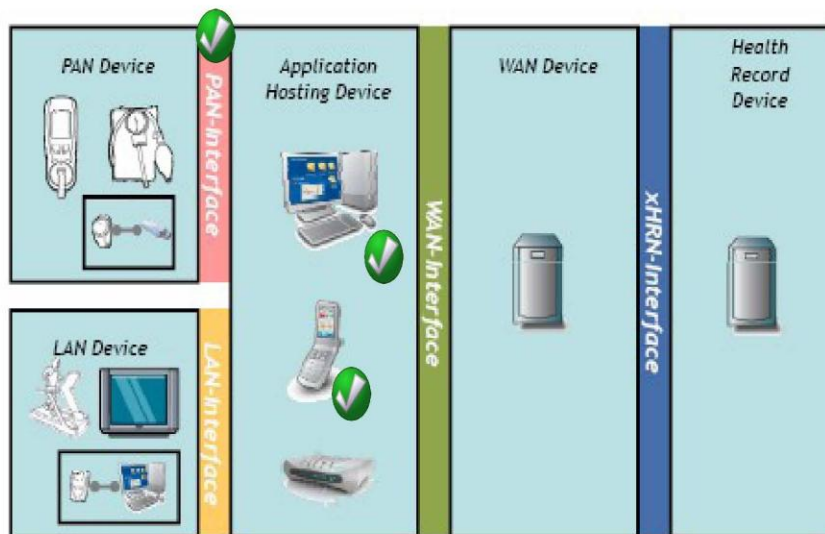 PAN Device
PAN-Interface
Application
Hosting Device
WAN-Interface
WAN Device
xHRN-Interface
Health
Record
Device
LAN Device
LAN-Interface